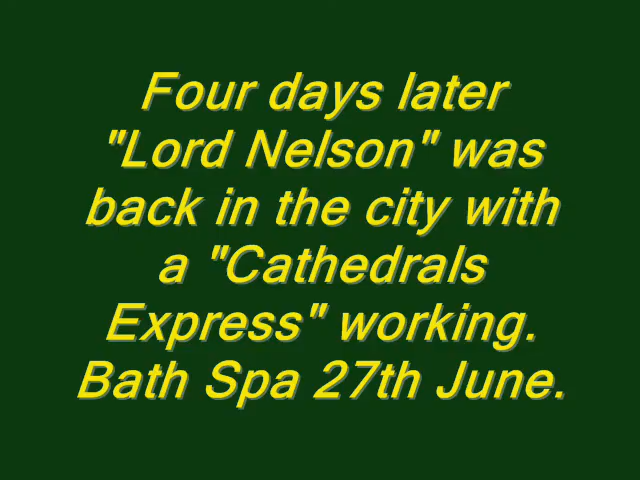 Four days later
"Lord Nelson" was
back in the city with
a "Cathedrals
Express" working.
Bath Spa 27th June.